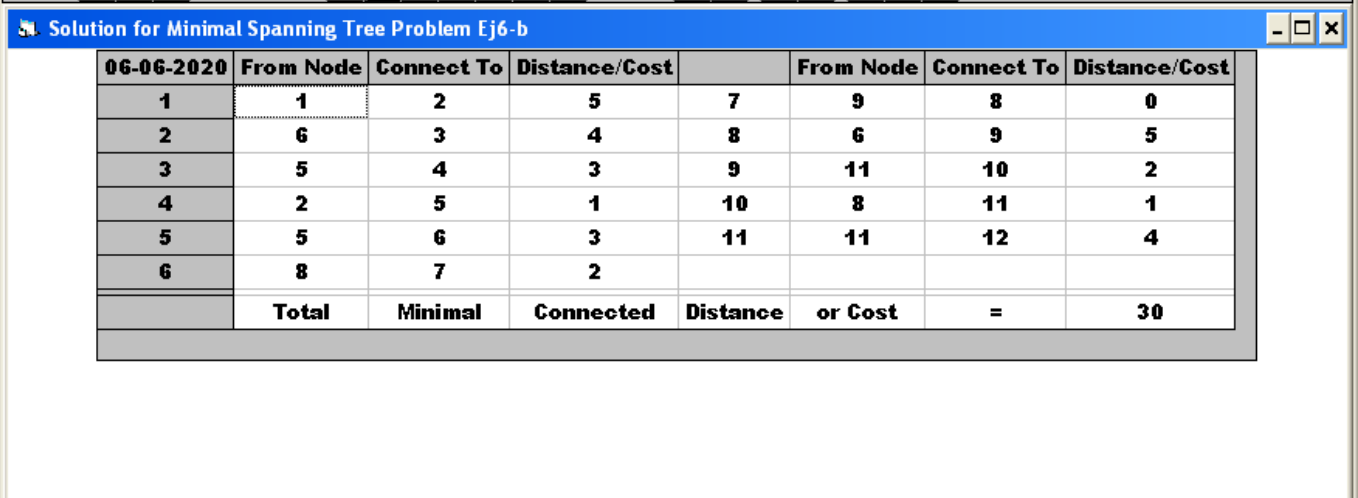 Solution for Minimal Spanning Tree Problem Ej6-b
06-06-2020 From Node Connect To Distance/Cost From Node Connect To Distance/Cost
1 1 2 5 7 9 8 0
2 6 3 4 8 6 9 5
3 5 4 3 9 11 10 2
4 2 5 1 10 8 11 1
5 5 6 3 11 11 12 4
6 8 7 2
Total Minimal Connected Distance or Cost = 30